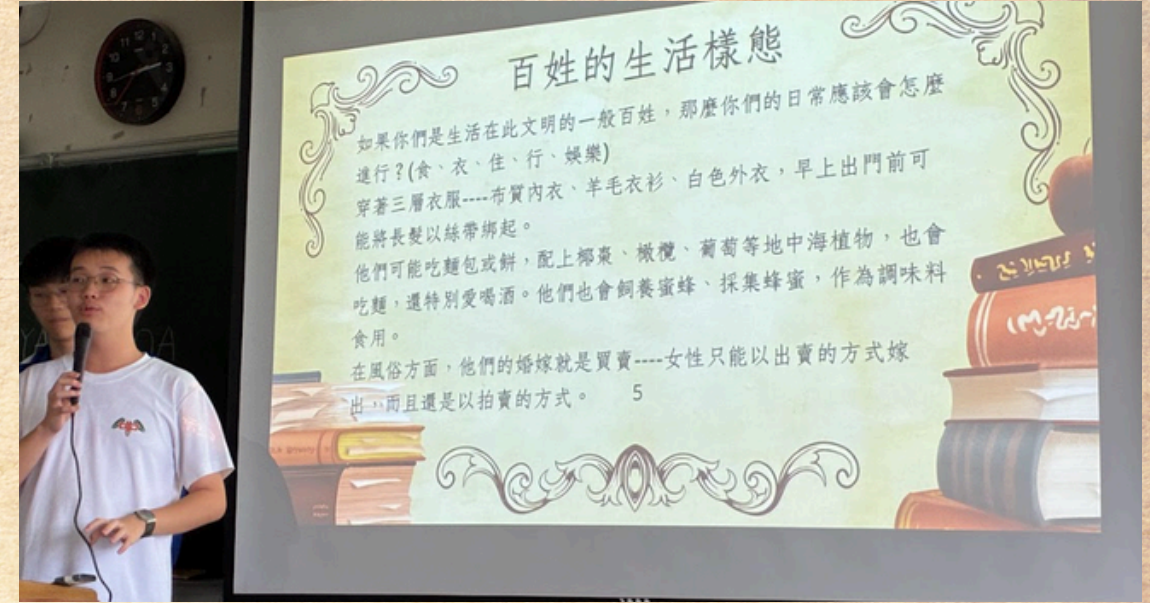 百姓的生活樣態
如果你們是生活在此文明的一般百姓，那麼你們的日常應該會怎麼
進行？(食、衣、住、行、娛樂)
穿著三層衣服----布質內衣、羊毛衣衫、白色外衣，早上出門前可
能將長髮以絲帶綁起。
他們可能吃麵包或餅，配上椰棗、橄欖、葡萄等地中海植物，也會
吃麵，還特別愛喝酒。他們也會飼養蜜蜂、採集蜂蜜，作為調味料
食用。
在風俗方面，他們的婚嫁就是買賣----女性只能以出賣的方式嫁
出，而且還是以拍賣的方式。
5